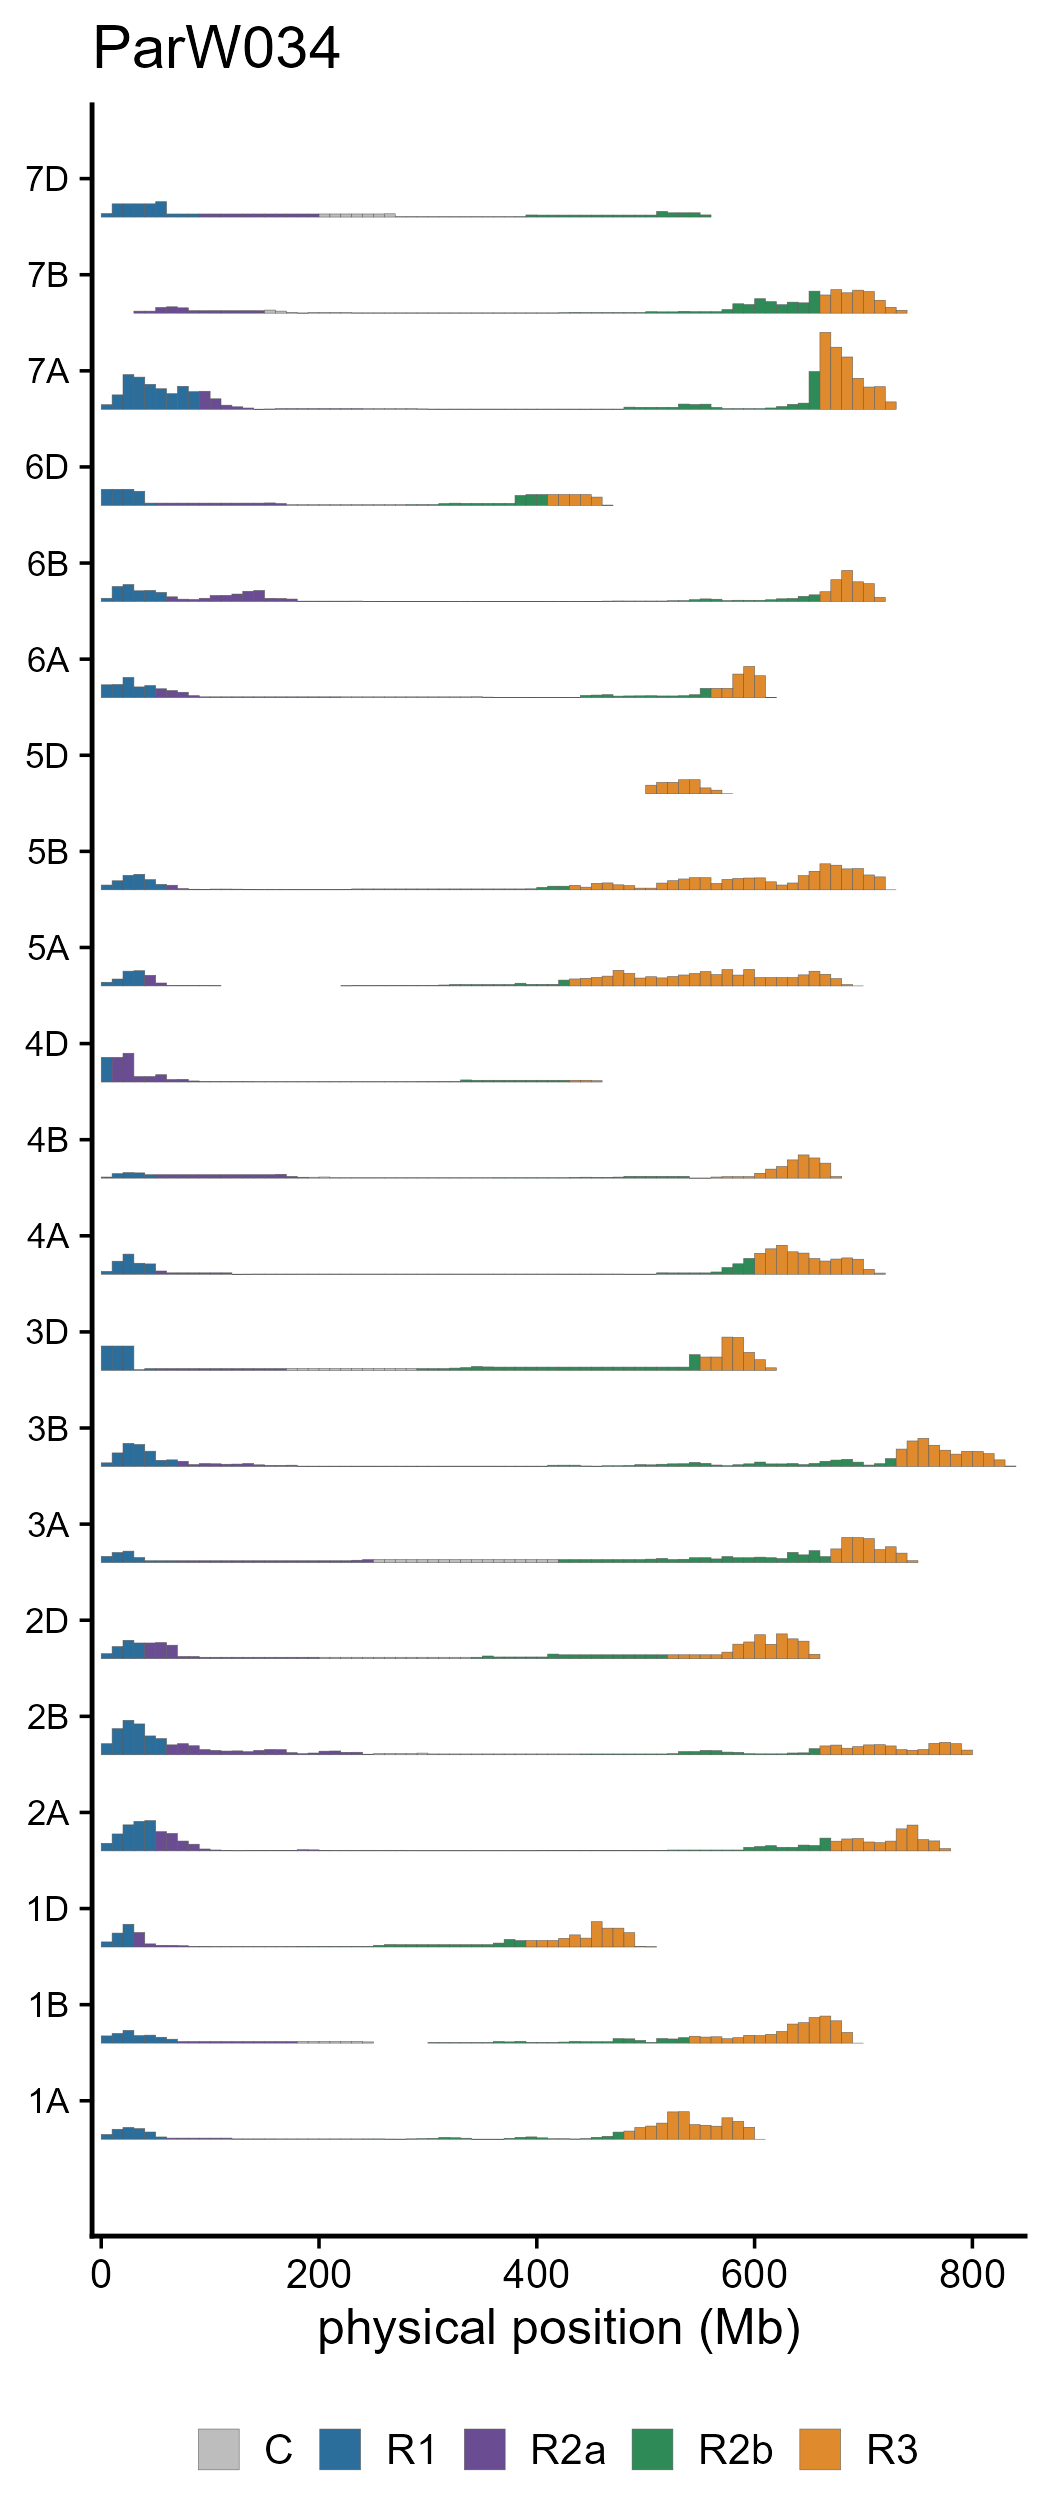 ParW034
7D
7B
7A
6D
6B
6A
5D
5B
5A
4D
4B
4A
3D
3B
3A
2D
2B
2A
1D
1B
1A
0 200 400 600 800
physical position (Mb)
C R1 R2a R2b R3